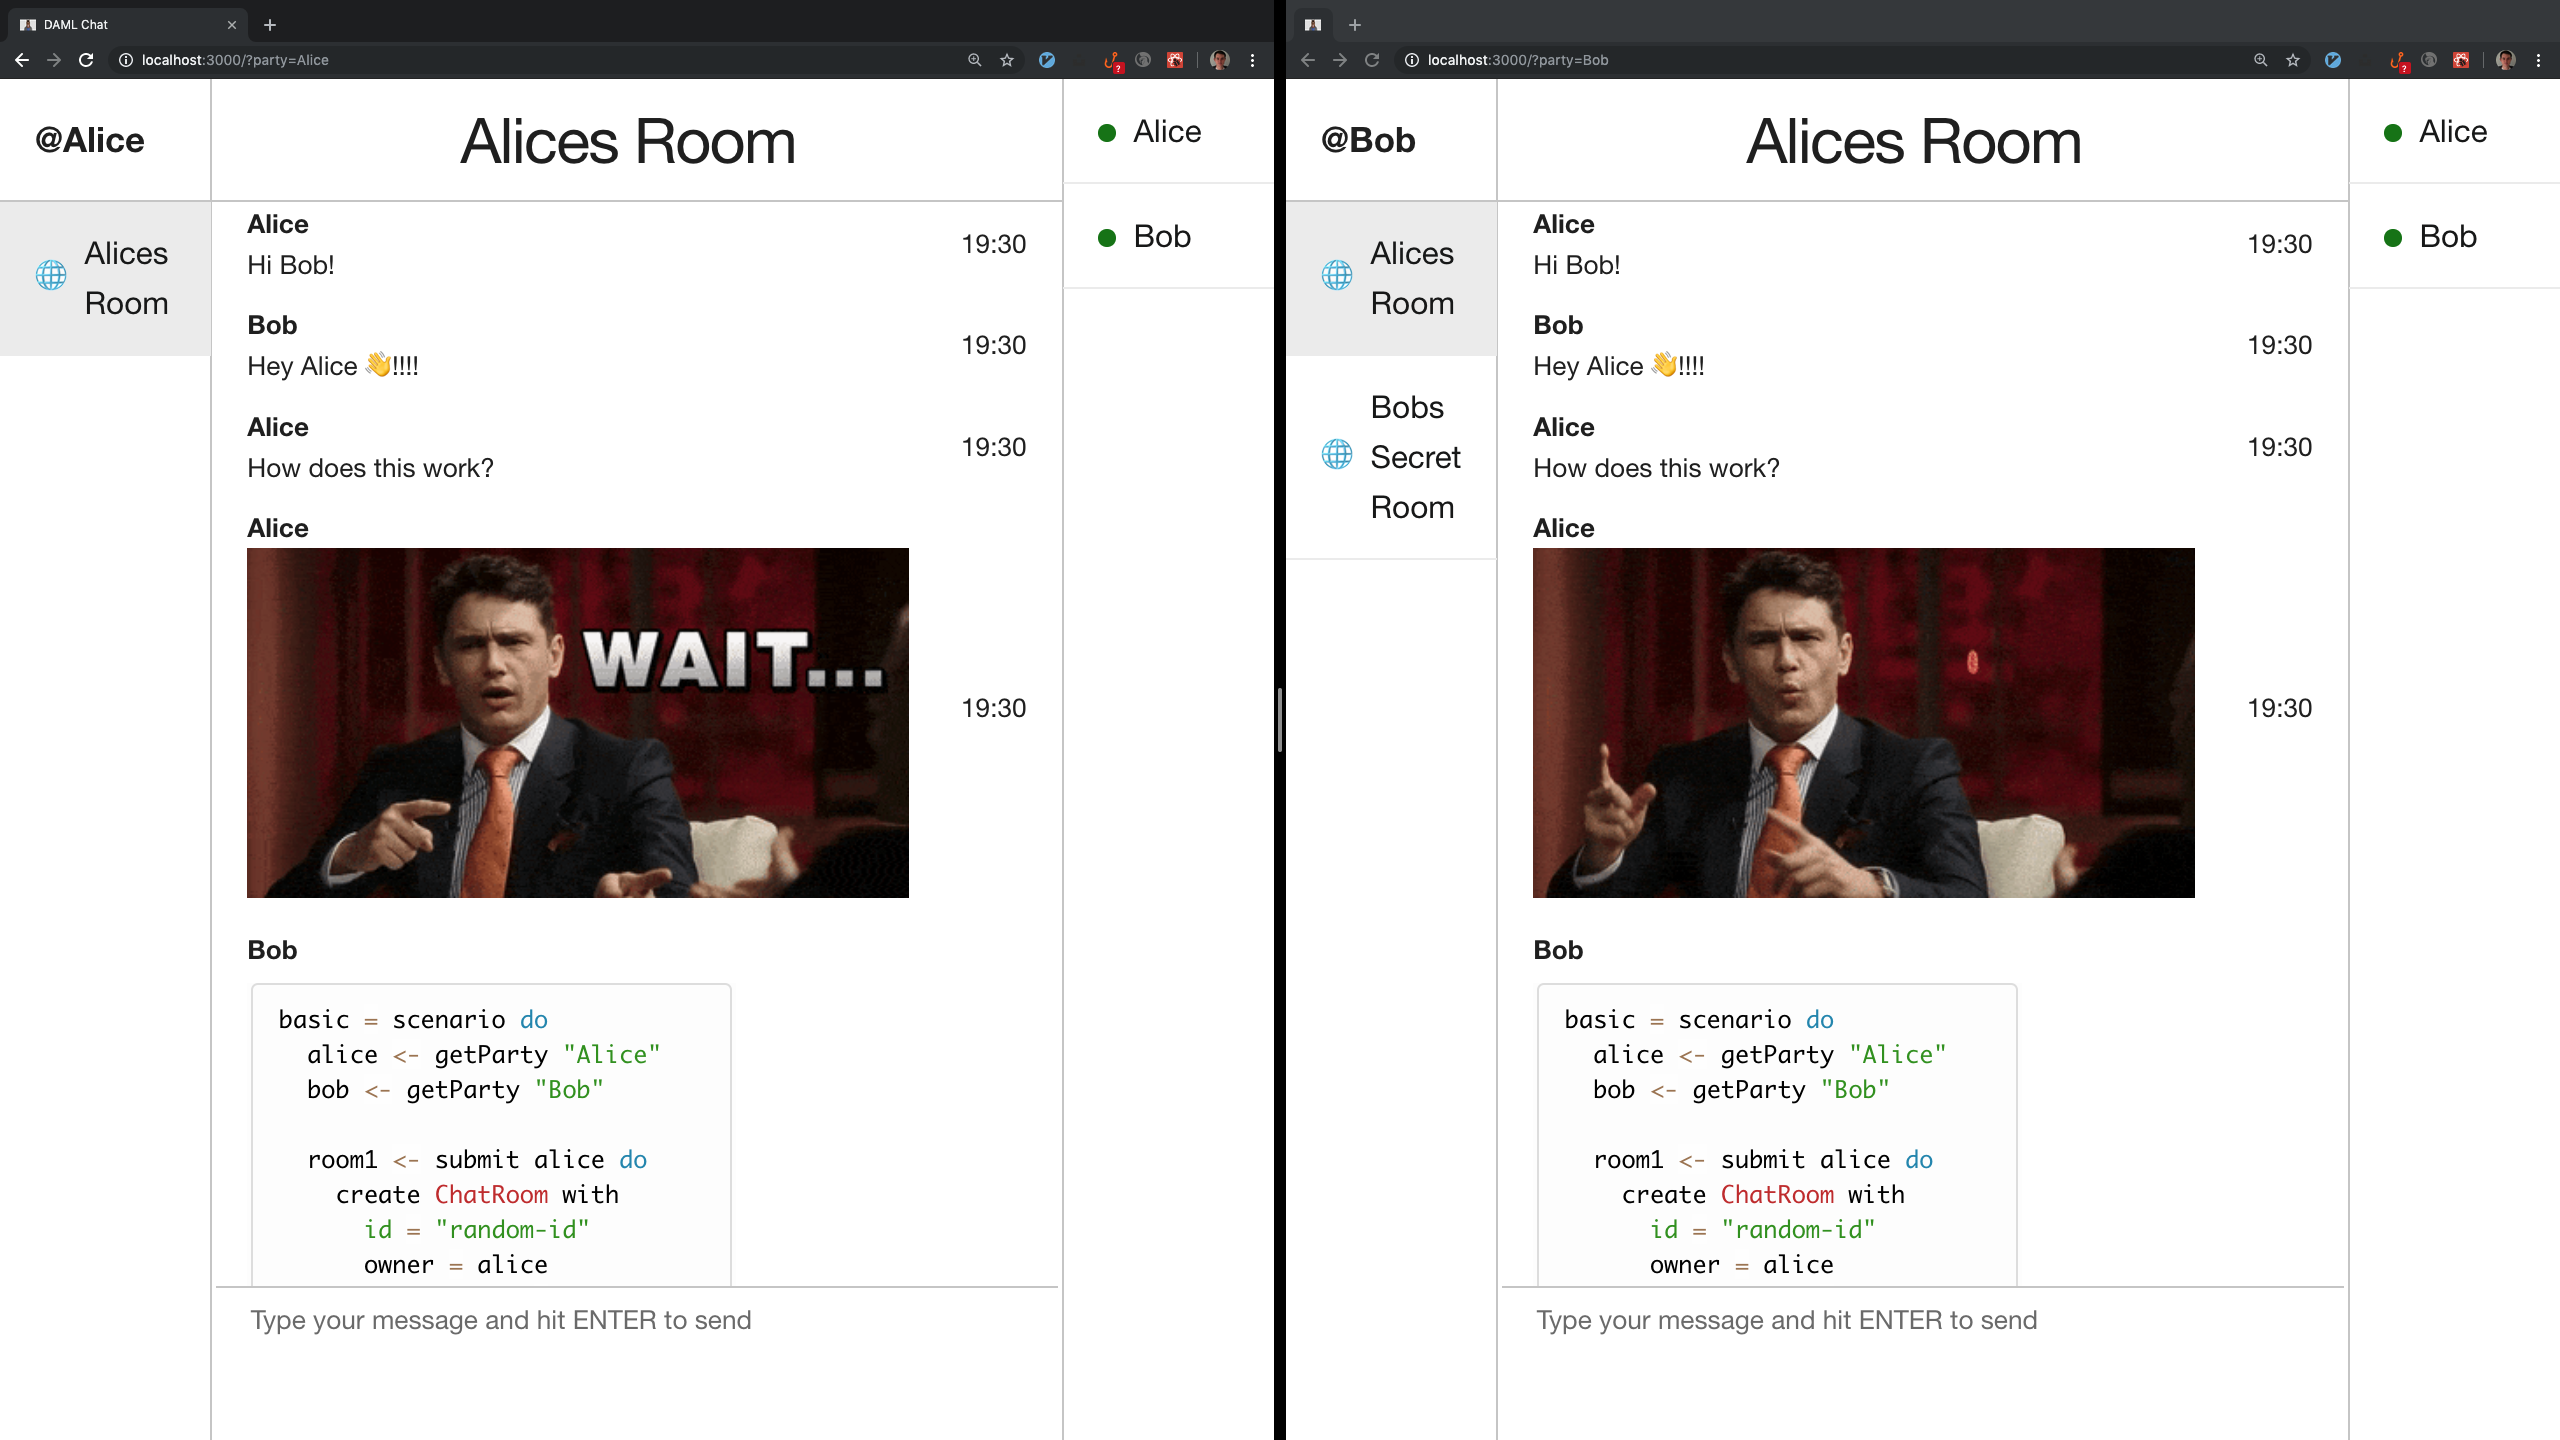 DAML Chat
localhost:3000/?party=Alice
@Alice
Alices Room
Alices
Room
Alice
Hi Bob!
19:30
Bob
Hey Alice 👋!!!!
19:30
Alice
How does this work?
19:30
Alice
WAIT...
19:30
Bob
basic = scenario do
  alice <- getParty "Alice"
  bob <- getParty "Bob"
  room1 <- submit alice do
    create ChatRoom with
      id = "random-id"
      owner = alice
Type your message and hit ENTER to send
Alice
Bob
localhost:3000/?party=Bob
@Bob
Alices Room
Alices
Room
Bobs
Secret
Room
Alice
Hi Bob!
19:30
Bob
Hey Alice 👋!!!!
19:30
Alice
How does this work?
19:30
Alice
19:30
Bob
basic = scenario do
  alice <- getParty "Alice"
  bob <- getParty "Bob"
  room1 <- submit alice do
    create ChatRoom with
      id = "random-id"
      owner = alice
Type your message and hit ENTER to send
Alice
Bob